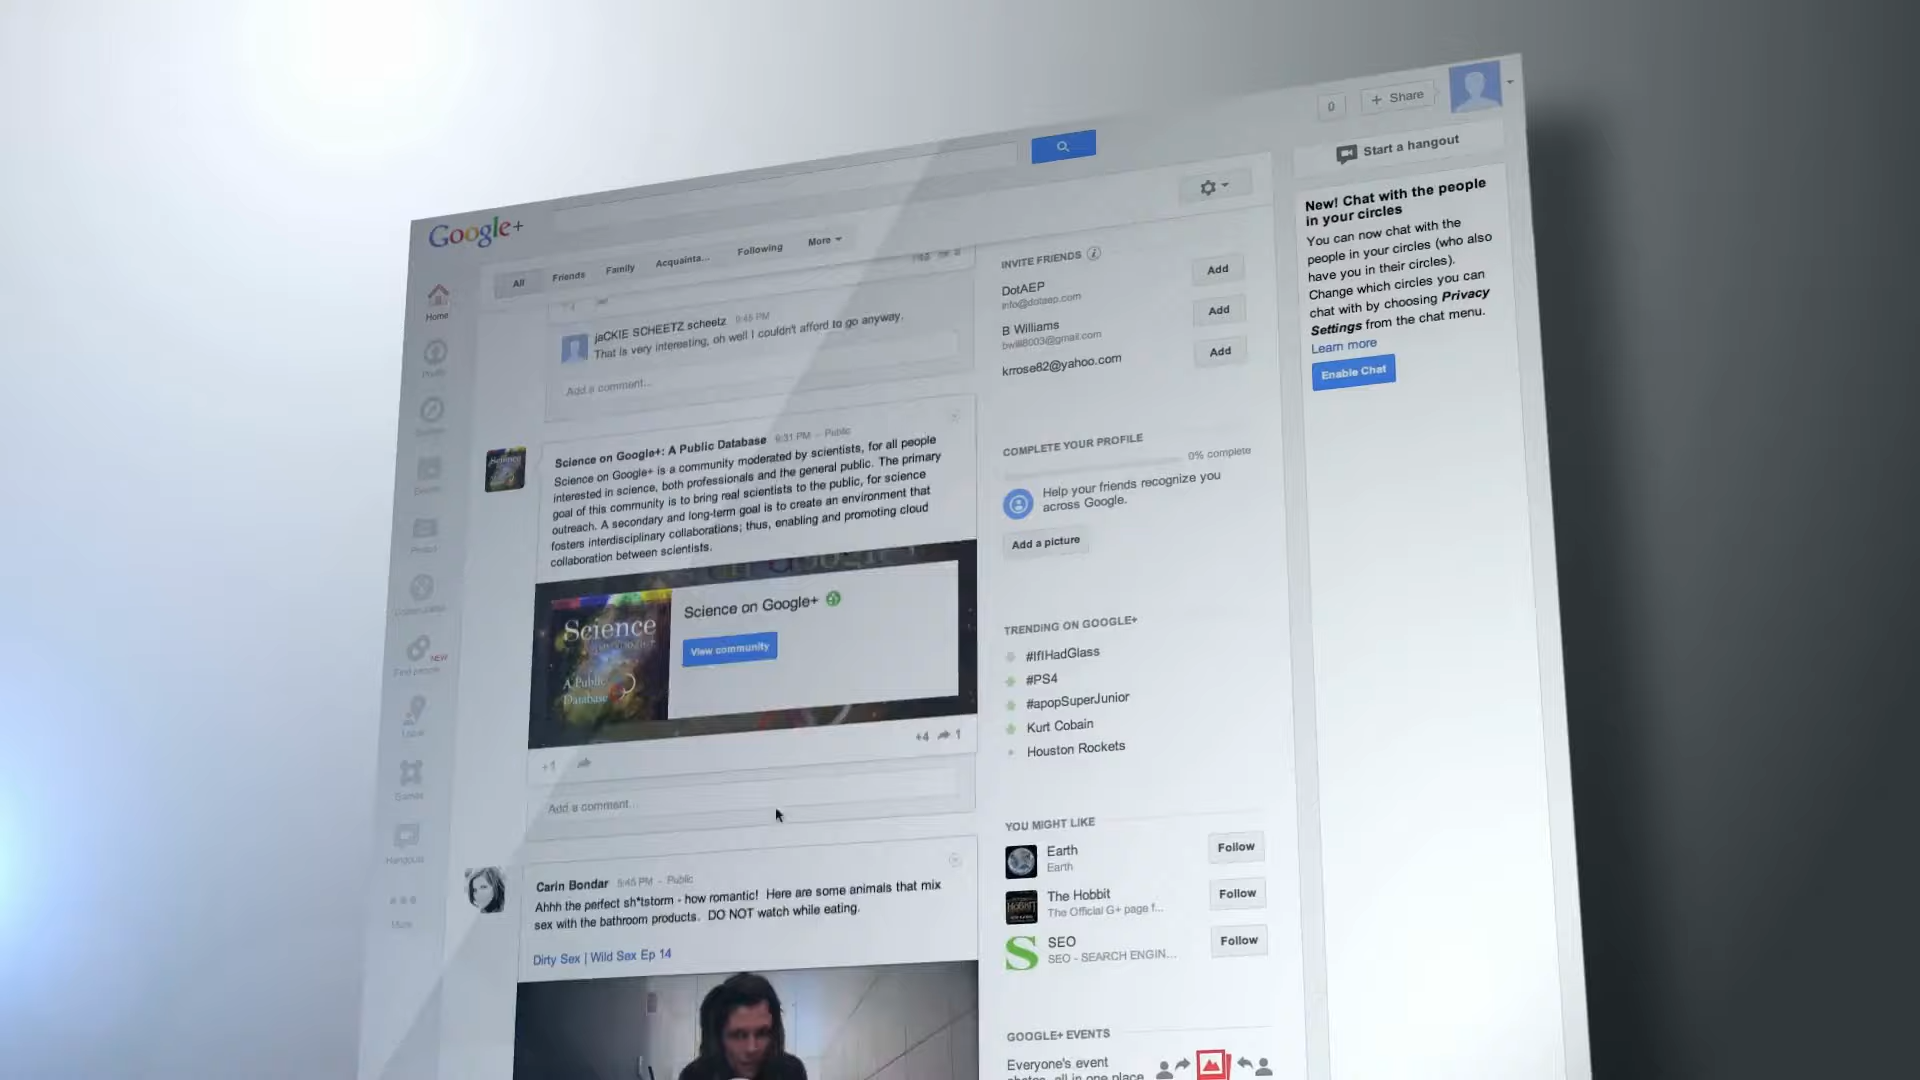 Google+
0
+ Share
Start a hangout
All
Friends
Family
Acquainta...
Following
More
Home
jaCKIE SCHEETZ scheetz 9:45 PM
That is very interesting, oh well I couldn't afford to go anyway.
Add a comment...
Science on Google+: A Public Database 9:31 PM - Public
Science on Google+ is a community moderated by scientists, for all people
interested in science, both professionals and the general public. The primary
goal of this community is to bring real scientists to the public, for science
outreach. A secondary and long-term goal is to create an environment that
fosters interdisciplinary collaborations; thus, enabling and promoting cloud
collaboration between scientists.
Science
A Public
Database
Science on Google+
View community
+4 1
+1
Add a comment...
Carin Bondar 5:45 PM - Public
Ahhh the perfect sh*tstorm - how romantic! Here are some animals that mix
sex with the bathroom products. DO NOT watch while eating.
Dirty Sex | Wild Sex Ep 14
NEW
Find people
Games
Hangouts
More
INVITE FRIENDS
DotAEP
info@dotaep.com
Add
B Williams
Add
krrose82@yahoo.com
Add
COMPLETE YOUR PROFILE
0% complete
Help your friends recognize you
across Google.
Add a picture
TRENDING ON GOOGLE+
#IfIHadGlass
#PS4
#apopSuperJunior
Kurt Cobain
Houston Rockets
YOU MIGHT LIKE
Earth
Earth
Follow
The Hobbit
The Official G+ page f...
Follow
SEO
SEO - SEARCH ENGIN...
Follow
GOOGLE+ EVENTS
Everyone's event
photos, all in one place
New! Chat with the people
in your circles
You can now chat with the
people in your circles (who also
have you in their circles).
Change which circles you can
chat with by choosing Privacy
Settings from the chat menu.
Learn more
Enable Chat